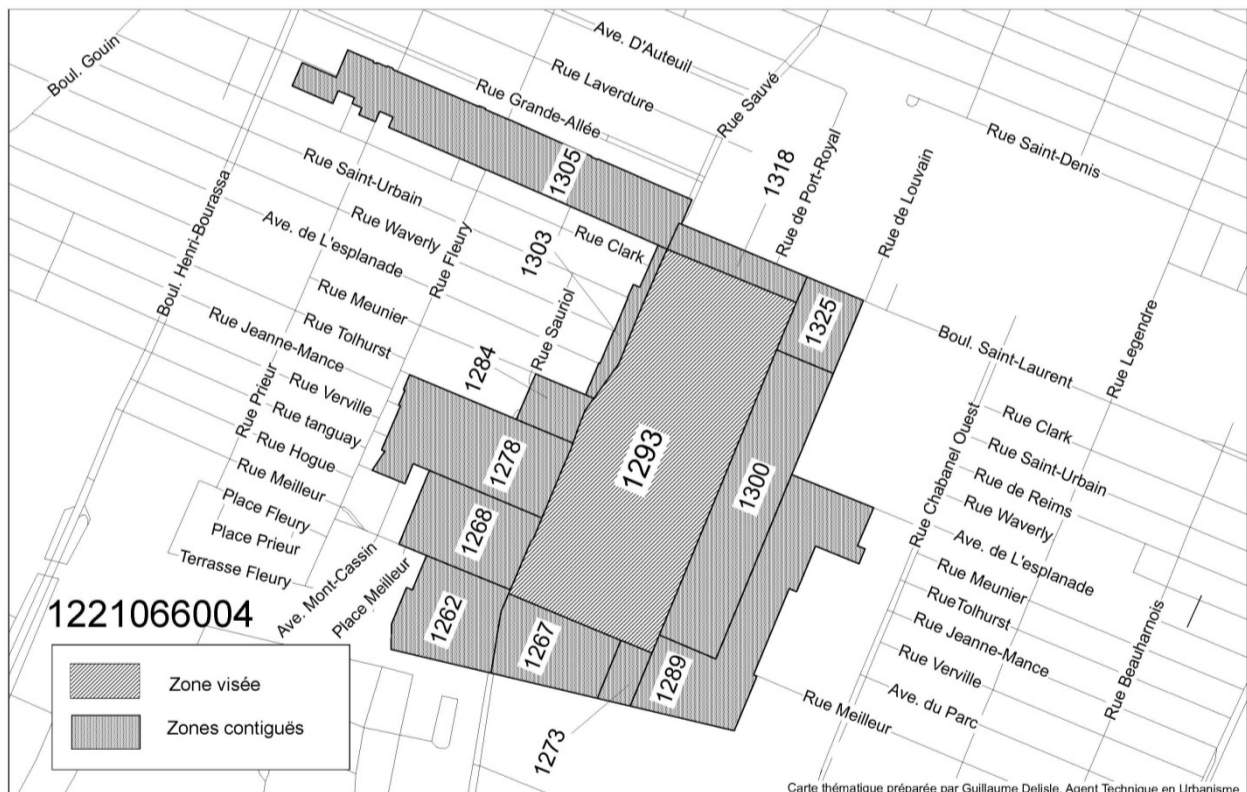 Boul. Gouin
Ave. D'Auteuil
Rue Laverdure
Rue Grande-Allée
Rue Sauvé
Rue Saint-Denis
1305
1318
Rue de Port-Royal
Rue de Louvain
Rue Saint-Urbain
Rue Waverly
Ave. de L'esplanade
Boul. Henri-Bourassa
Rue Fleury
1303
Rue Clark
Rue Meunier
Rue Tolhurst
Rue Jeanne-Mance
Rue Verville
Rue tanguay
Rue Hogue
Rue Meilleur
Rue Prieur
Place Fleury
Place Prieur
Terrasse Fleury
Rue Sauriol
1284
1278
1268
1262
1267
1273
1289
1293
1300
1325
Boul. Saint-Laurent
Rue Legendre
Rue Chabanel Ouest
Rue Clark
Rue Saint-Urbain
Rue de Reims
Rue Waverly
Ave. de L'esplanade
Rue Meunier
RueTolhurst
Rue Jeanne-Mance
Rue Verville
Ave. du Parc
Rue Beauharnois
Rue Meilleur
Ave. Mont-Cassin
Place Meilleur
1221066004
Zone visée
Zones contiguës
Carte thématique préparée par Guillaume Delisle, Agent Technique en Urbanisme